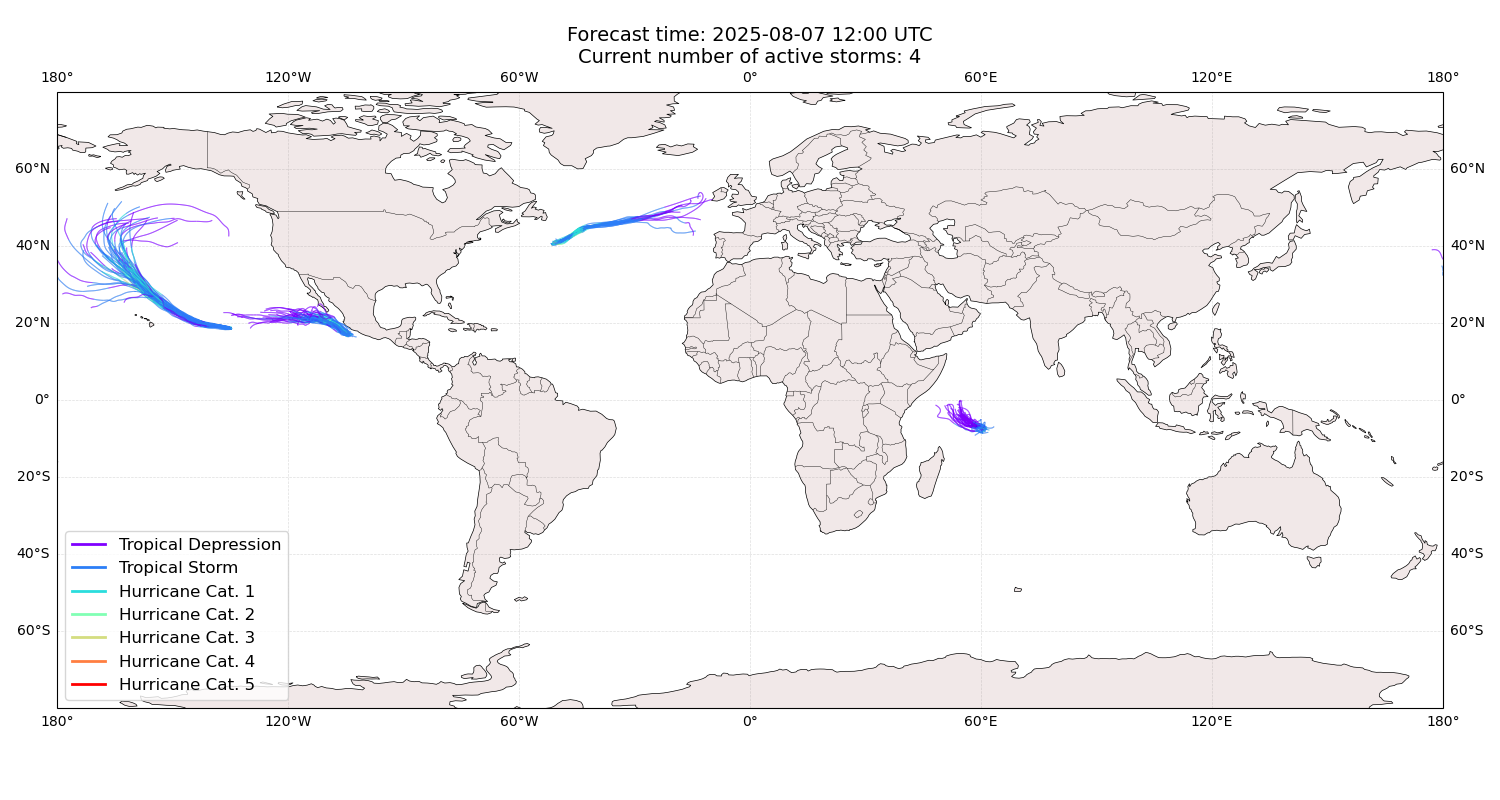 Forecast time: 2025-08-07 12:00 UTC
Current number of active storms: 4
180° 120°W 60°W 0° 60°E 120°E 180°
60°N 60°N
40°N 40°N
20°N 20°N
0° 0°
20°S 20°S
40°S 40°S
60°S 60°S
Tropical Depression
Tropical Storm
Hurricane Cat. 1
Hurricane Cat. 2
Hurricane Cat. 3
Hurricane Cat. 4
Hurricane Cat. 5
180° 120°W 60°W 0° 60°E 120°E 180°